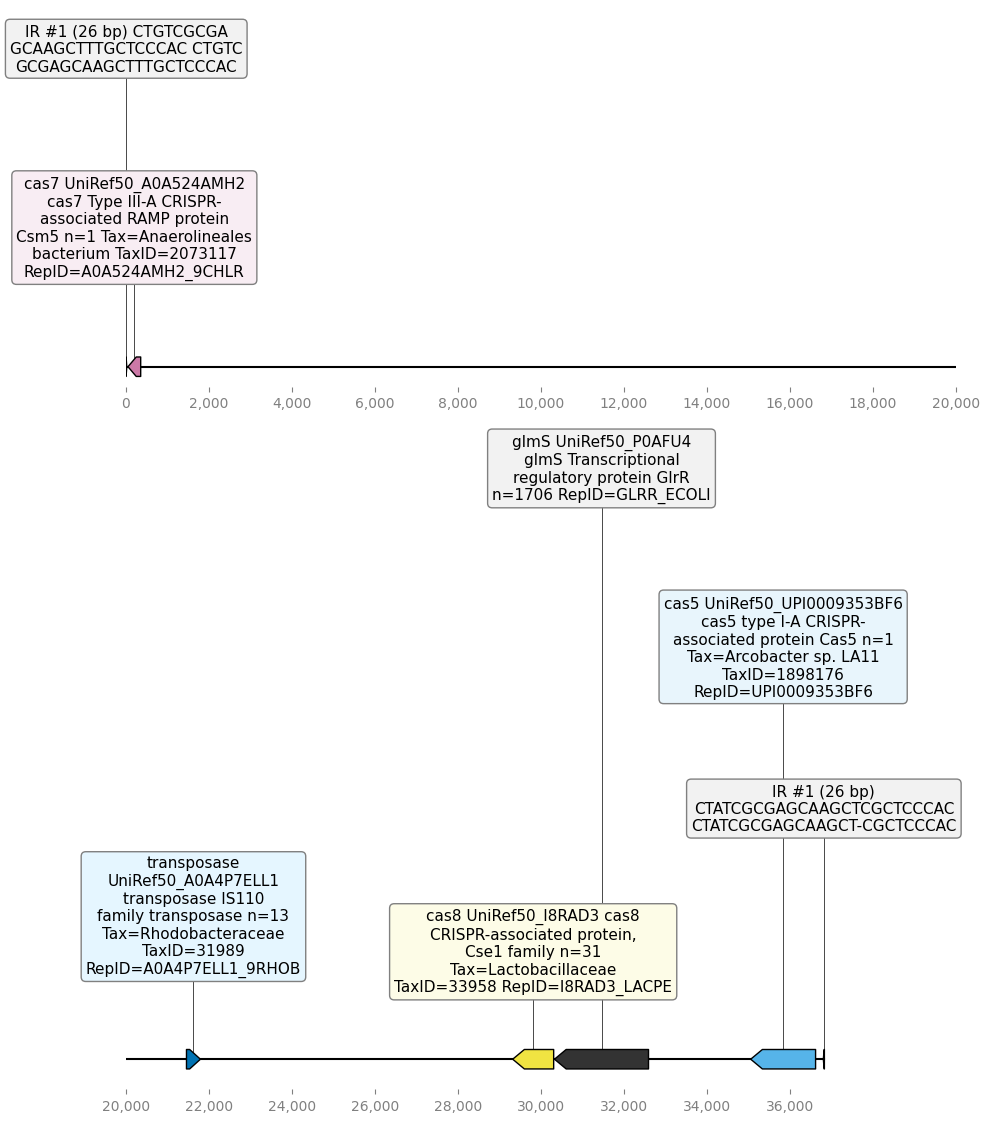 IR #1 (26 bp) CTGTCGCGA
GCAAGCTTTGCTCCCAC CTGTC
GCGAGCAAGCTTTGCTCCCAC
cas7 UniRef50_A0A524AMH2
cas7 Type III-A CRISPR-
associated RAMP protein
Csm5 n=1 Tax=Anaerolineales
bacterium TaxID=2073117
RepID=A0A524AMH2_9CHLR
0
2,000
4,000
6,000
8,000
10,000
12,000
14,000
16,000
18,000
20,000
glmS UniRef50_P0AFU4
glmS Transcriptional
regulatory protein GlrR
n=1706 RepID=GLRR_ECOLI
cas5 UniRef50_UPI0009353BF6
cas5 type I-A CRISPR-
associated protein Cas5 n=1
Tax=Arcobacter sp. LA11
TaxID=1898176
RepID=UPI0009353BF6
IR #1 (26 bp)
CTATCGCGAGCAAGCTCGCTCCCAC
CTATCGCGAGCAAGCT-CGCTCCCAC
transposase
UniRef50_A0A4P7ELL1
transposase IS110
family transposase n=13
Tax=Rhodobacteraceae
TaxID=31989
RepID=A0A4P7ELL1_9RHOB
cas8 UniRef50_I8RAD3 cas8
CRISPR-associated protein,
Cse1 family n=31
Tax=Lactobacillaceae
TaxID=33958 RepID=I8RAD3_LACPE
20,000
22,000
24,000
26,000
28,000
30,000
32,000
34,000
36,000